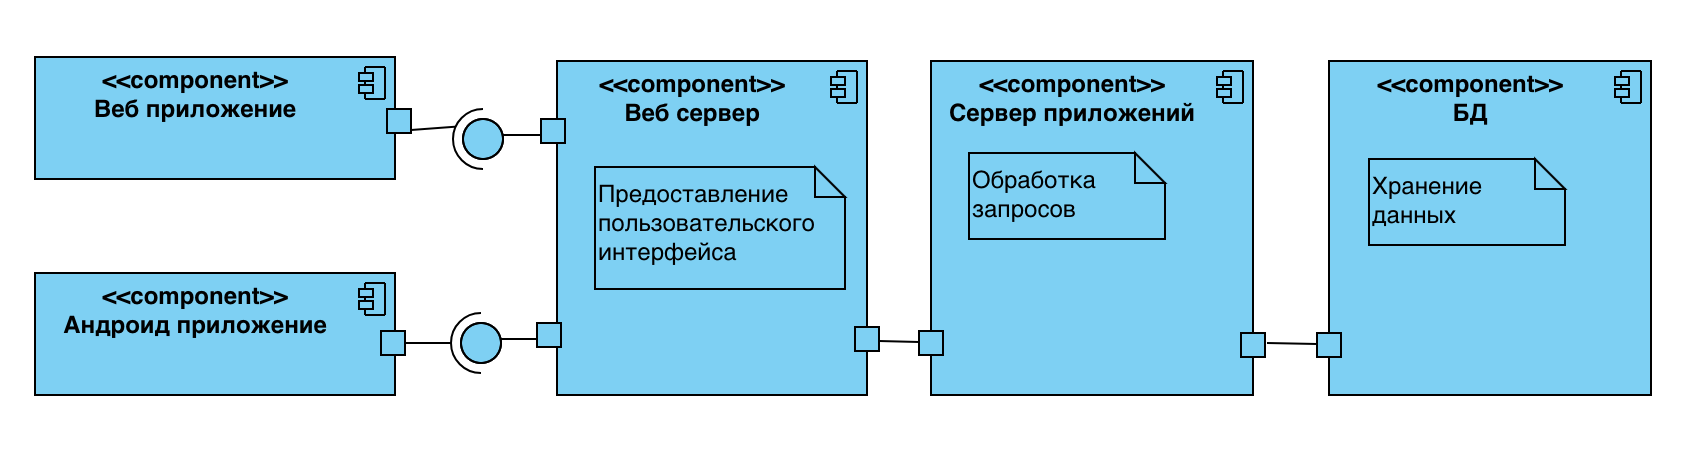 <<component>>
Веб приложение
<<component>>
Андроид приложение
<<component>>
Веб сервер
Предоставление
пользовательского
интерфейса
<<component>>
Сервер приложений
Обработка
запросов
<<component>>
БД
Хранение
данных